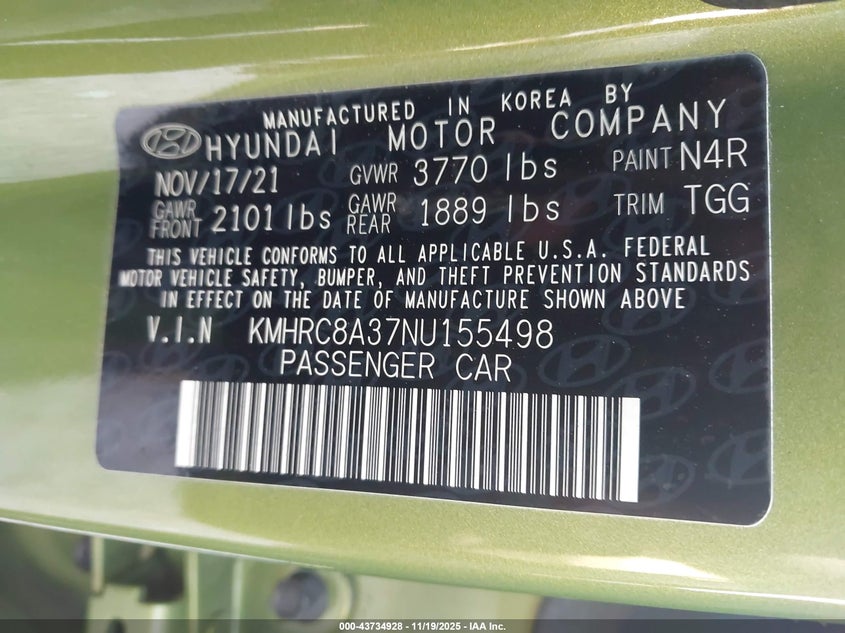 MANUFACTURED IN KOREA BY
HYUNDAI MOTOR COMPANY
NOV/17/21 GVWR 3770 lbs PAINT N4R
GAWR FRONT 2101 lbs GAWR REAR 1889 lbs TRIM TGG
THIS VEHICLE CONFORMS TO ALL APPLICABLE U.S.A. FEDERAL
MOTOR VEHICLE SAFETY, BUMPER, AND THEFT PREVENTION STANDARDS
IN EFFECT ON THE DATE OF MANUFACTURE SHOWN ABOVE
V.I.N KMHRC8A37NU155498
PASSENGER CAR
000-43734928 - 11/19/2025 - IAA Inc.